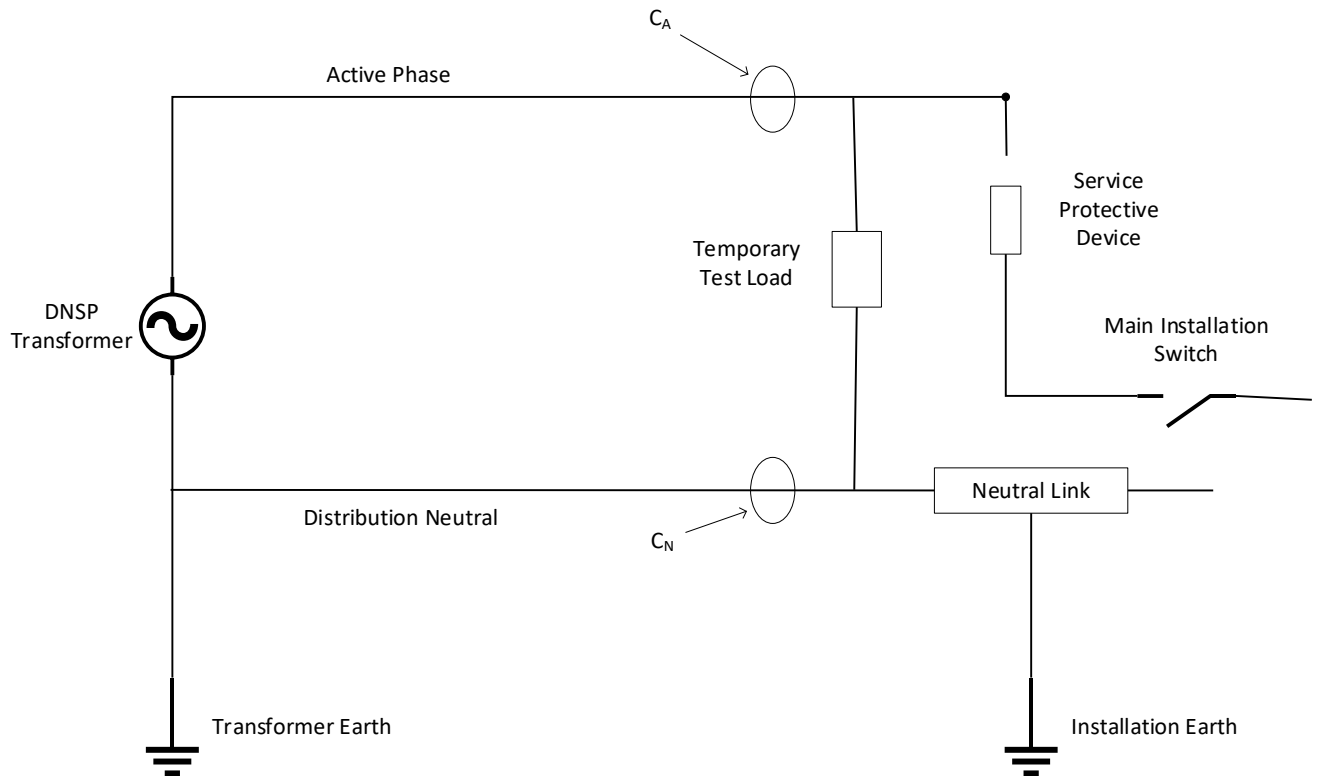 CA
Active Phase
Service
Protective
Device
Temporary
Test Load
DNSP
Transformer
Main Installation
Switch
Neutral Link
Distribution Neutral
CN
Transformer Earth
Installation Earth